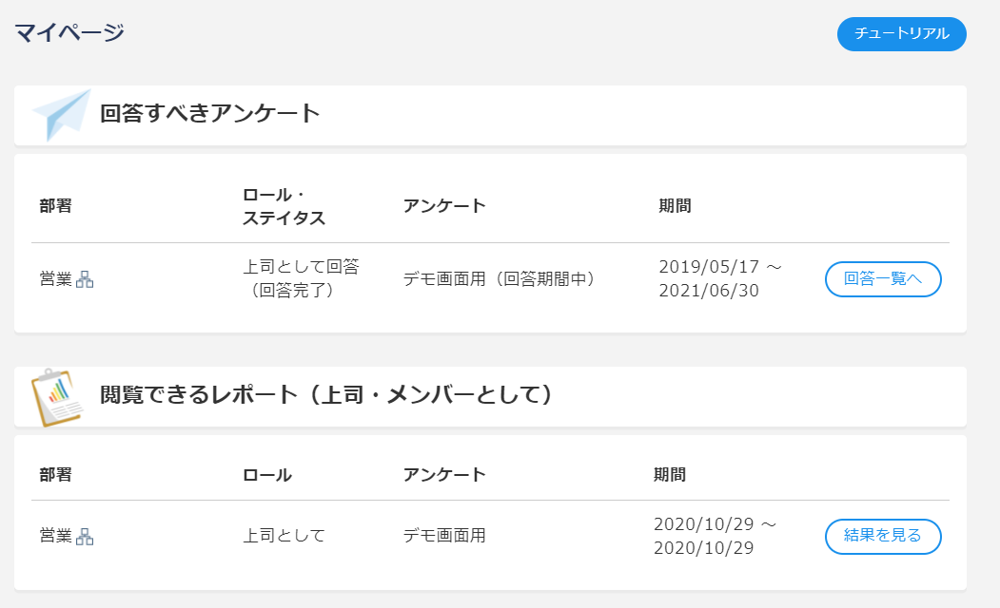 マイページ
チュートリアル
回答すべきアンケート
部署
ロール・
ステイタス
アンケート
期間
営業
上司として回答
（回答完了）
デモ画面用（回答期間中）
2019/05/17 ～
2021/06/30
回答一覧へ
閲覧できるレポート（上司・メンバーとして）
部署
ロール
アンケート
期間
営業
上司として
デモ画面用
2020/10/29 ～
2020/10/29
結果を見る